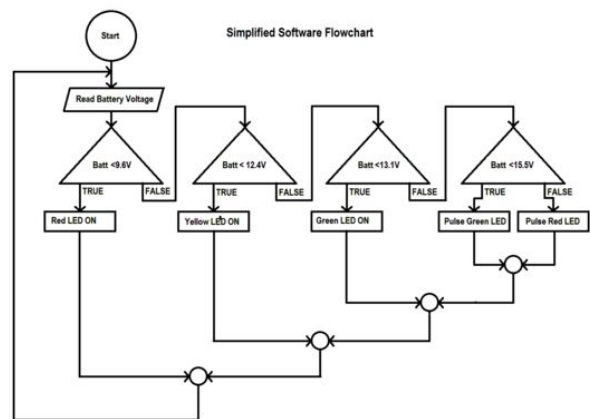 Simplified Software Flowchart
Start
Read Battery Voltage
Batt <9.6V
Batt < 12.4V
Batt <13.1V
Batt <15.5V
TRUE
FALSE
TRUE
FALSE
TRUE
FALSE
TRUE
FALSE
Red LED ON
Yellow LED ON
Green LED ON
Pulse Green LED
Pulse Red LED